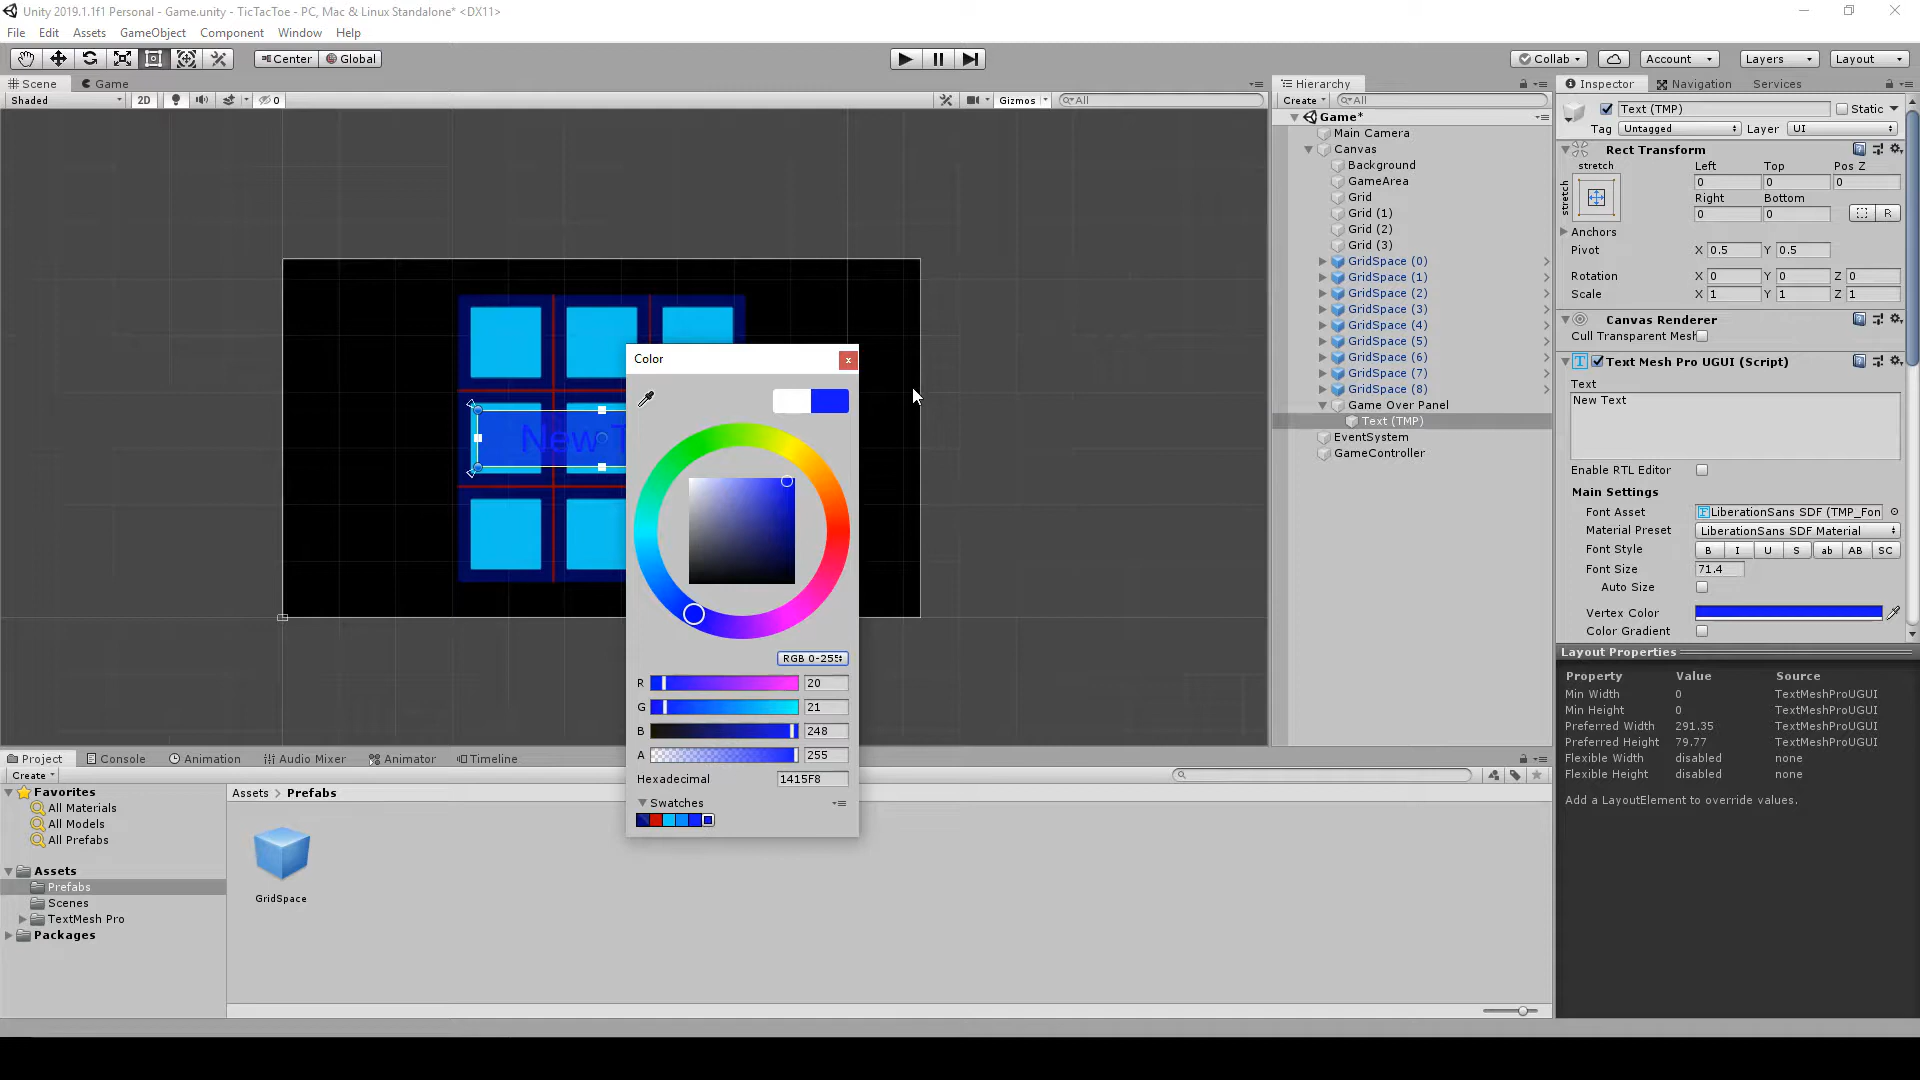 Unity 2019.1.1f1 Personal - Game.unity - TicTacToe - PC, Mac & Linux Standalone* <DX11>
File Edit Assets GameObject Component Window Help
Center Global Collab Account Layers Layout
Scene Game
Shaded 2D 0 Gizmos All
Hierarchy
Create All
Game*
Main Camera
Canvas
Background
GameArea
Grid
Grid (1)
Grid (2)
Grid (3)
GridSpace (0)
GridSpace (1)
GridSpace (2)
GridSpace (3)
GridSpace (4)
GridSpace (5)
GridSpace (6)
GridSpace (7)
GridSpace (8)
Game Over Panel
Text (TMP)
EventSystem
GameController
Inspector Navigation Services
Text (TMP) Static
Tag Untagged Layer UI
Rect Transform
stretch Left Top Pos Z
stretch 0 0 0
Right Bottom
0 0 R
Anchors
Pivot X 0.5 Y 0.5
Rotation X 0 Y 0 Z 0
Scale X 1 Y 1 Z 1
Canvas Renderer
Cull Transparent Mesh
Text Mesh Pro UGUI (Script)
Text
New Text
Enable RTL Editor
Main Settings
Font Asset LiberationSans SDF (TMP_Fon
Material Preset LiberationSans SDF Material
Font Style B I U S ab AB SC
Font Size 71.4
Auto Size
Vertex Color
Color Gradient
Layout Properties
Property Value Source
Min Width 0 TextMeshProUGUI
Min Height 0 TextMeshProUGUI
Preferred Width 291.35 TextMeshProUGUI
Preferred Height 79.77 TextMeshProUGUI
Flexible Width disabled none
Flexible Height disabled none
Add a LayoutElement to override values.
New T
Color x
RGB 0-255
R 20
G 21
B 248
A 255
Hexadecimal 1415F8
Swatches
Project Console Animation Audio Mixer Animator Timeline
Create
Favorites
All Materials
All Models
All Prefabs
Assets
Prefabs
Scenes
TextMesh Pro
Packages
Assets > Prefabs
GridSpace